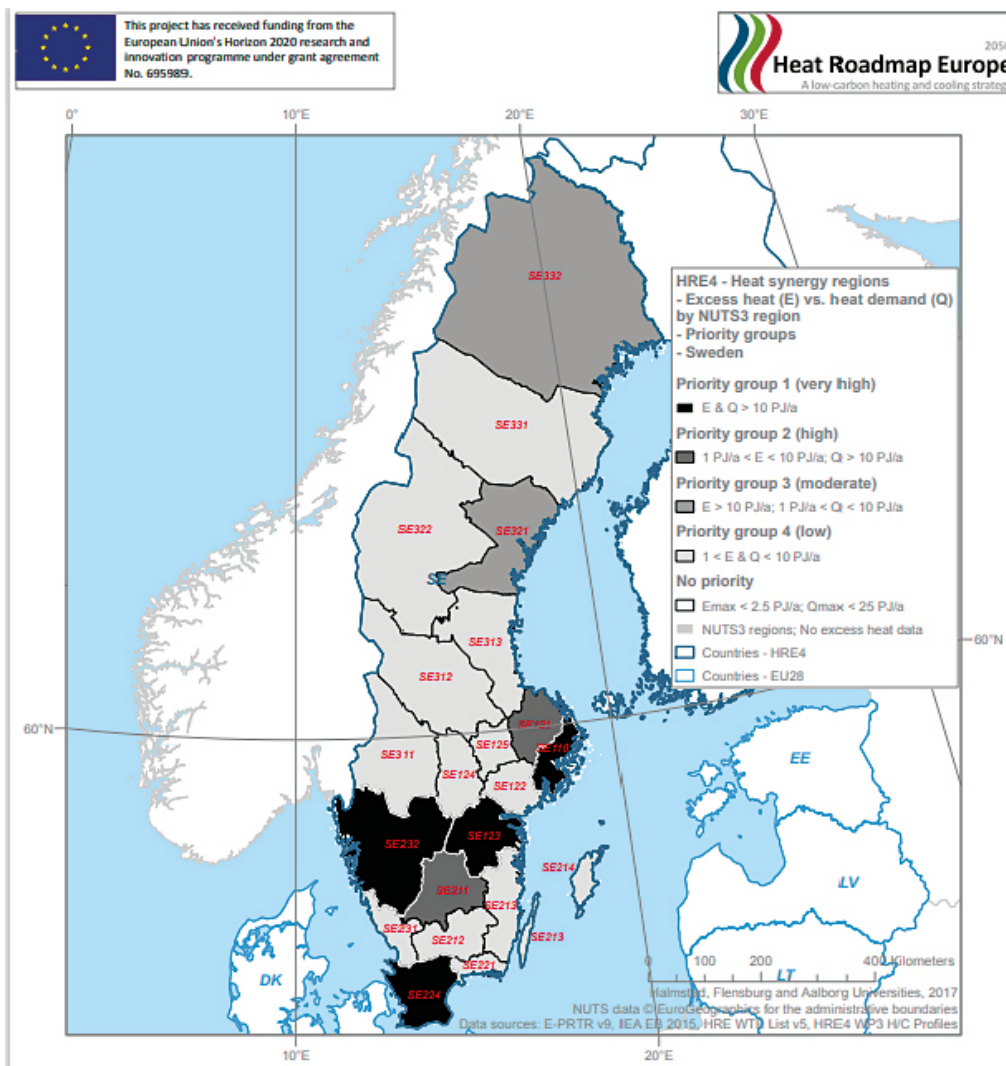 This project has received funding from the
European Union's Horizon 2020 research and
innovation programme under grant agreement
No. 695989.
2050
Heat Roadmap Europe
A low-carbon heating and cooling strateg
0°
10°E
20°E
30°E
SE332
HRE4 - Heat synergy regions
- Excess heat (E) vs. heat demand (Q)
by NUTS3 region
- Priority groups
- Sweden
Priority group 1 (very high)
E & Q > 10 PJ/a
Priority group 2 (high)
1 PJ/a < E < 10 PJ/a; Q > 10 PJ/a
Priority group 3 (moderate)
E > 10 PJ/a; 1 PJ/a < Q < 10 PJ/a
Priority group 4 (low)
1 < E & Q < 10 PJ/a
No priority
Emax < 2.5 PJ/a; Qmax < 25 PJ/a
NUTS3 regions; No excess heat data
Countries - HRE4
Countries - EU28
SE331
SE322
SE321
SE
SE313
SE312
60°N
60°N
SE121
SE110
SE125
SE311
SE124
SE122
EE
SE123
SE232
SE214
SE211
LV
SE213
SE231
SE212
SE213
SE221
0 100 200 400 Kilometers
DK
LT
SE224
Halmstad, Flensburg and Aalborg Universities, 2017
NUTS data ©EuroGeographics for the administrative boundaries
Data sources: E-PRTR v9, IEA EB 2015, HRE WTE List v5, HRE4 WP3 H/C Profiles
10°E
20°E